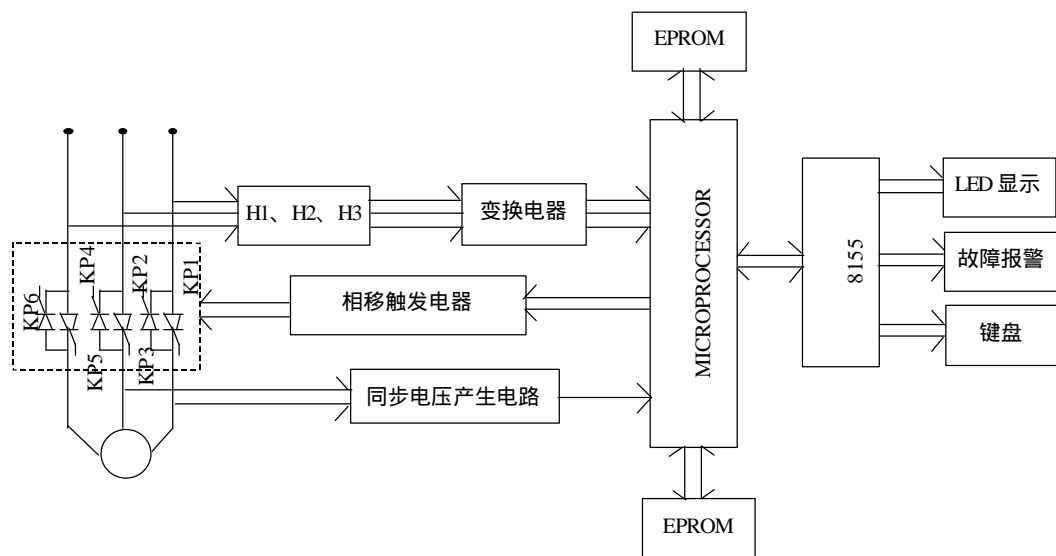 EPROM
MICROPROCESSOR
H1、H2、H3
变换电器
8155
LED 显示
故障报警
键盘
KP6
KP4
KP2
KP1
KP5
KP3
相移触发电器
同步电压产生电路
EPROM